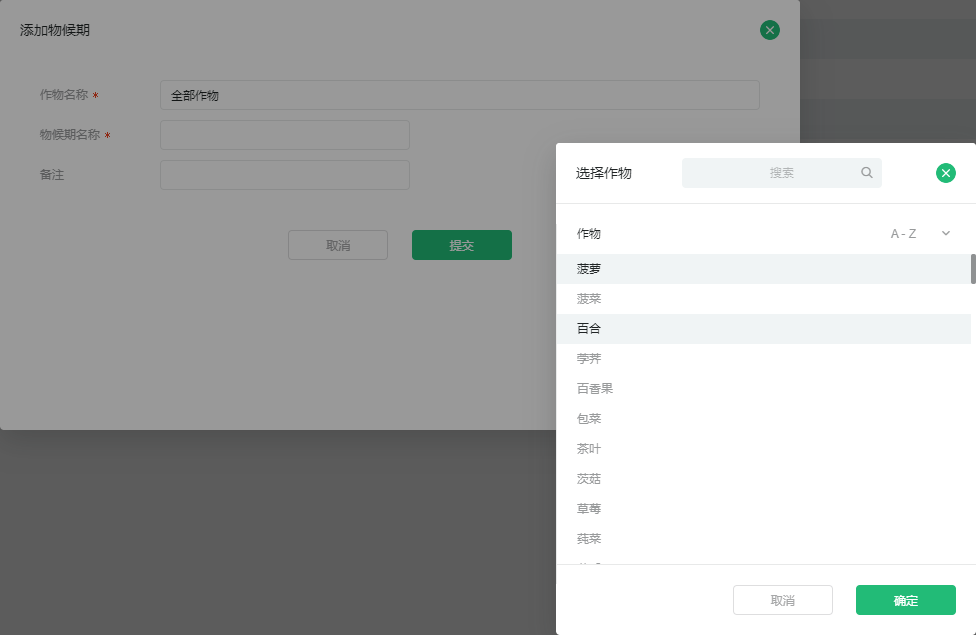 添加物候期
作物名称 *
全部作物
物候期名称 *
备注
取消
提交
选择作物
搜索
作物
A - Z
菠萝
菠菜
百合
荸荠
百香果
包菜
茶叶
茨菇
草莓
莼菜
取消
确定